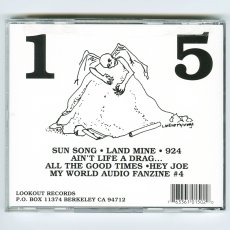 1 5
SUN SONG • LAND MINE • 924
AIN'T LIFE A DRAG...
ALL THE GOOD TIMES •HEY JOE
MY WORLD AUDIO FANZINE #4
LOOKOUT RECORDS
P.O. BOX 11374 BERKELEY CA 94712